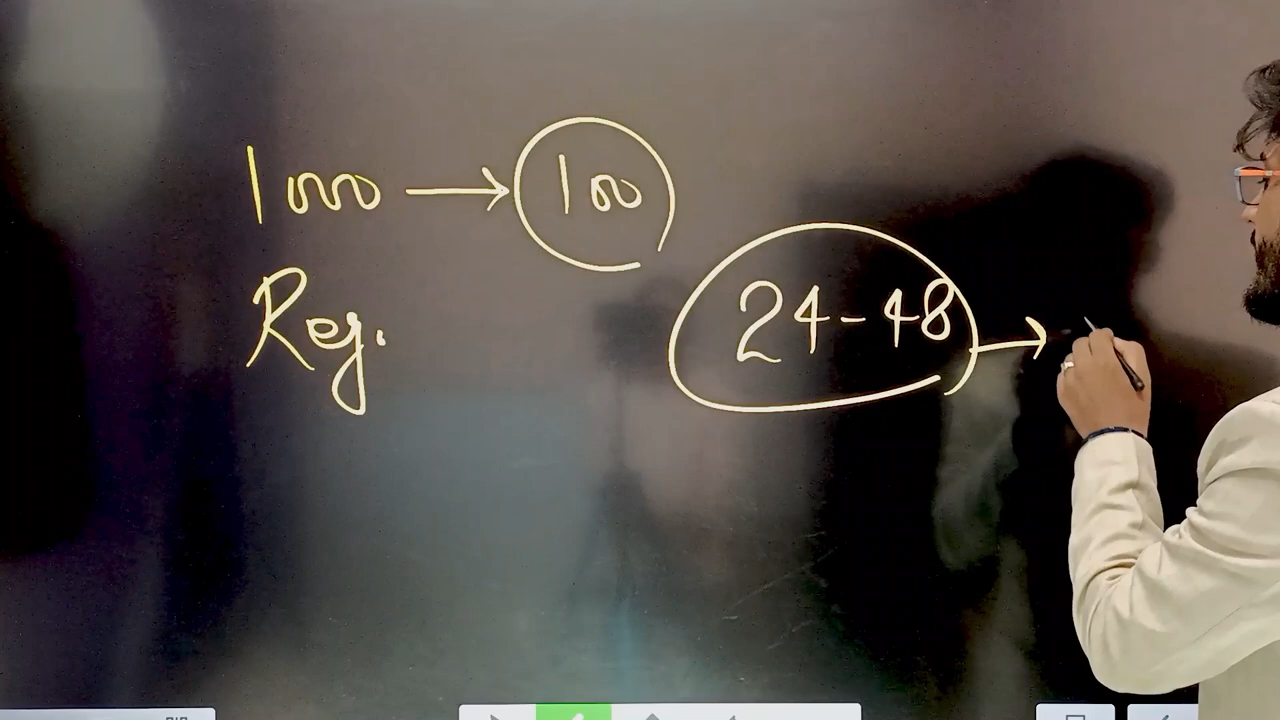 1000 → 100
Reg.
24-48 →